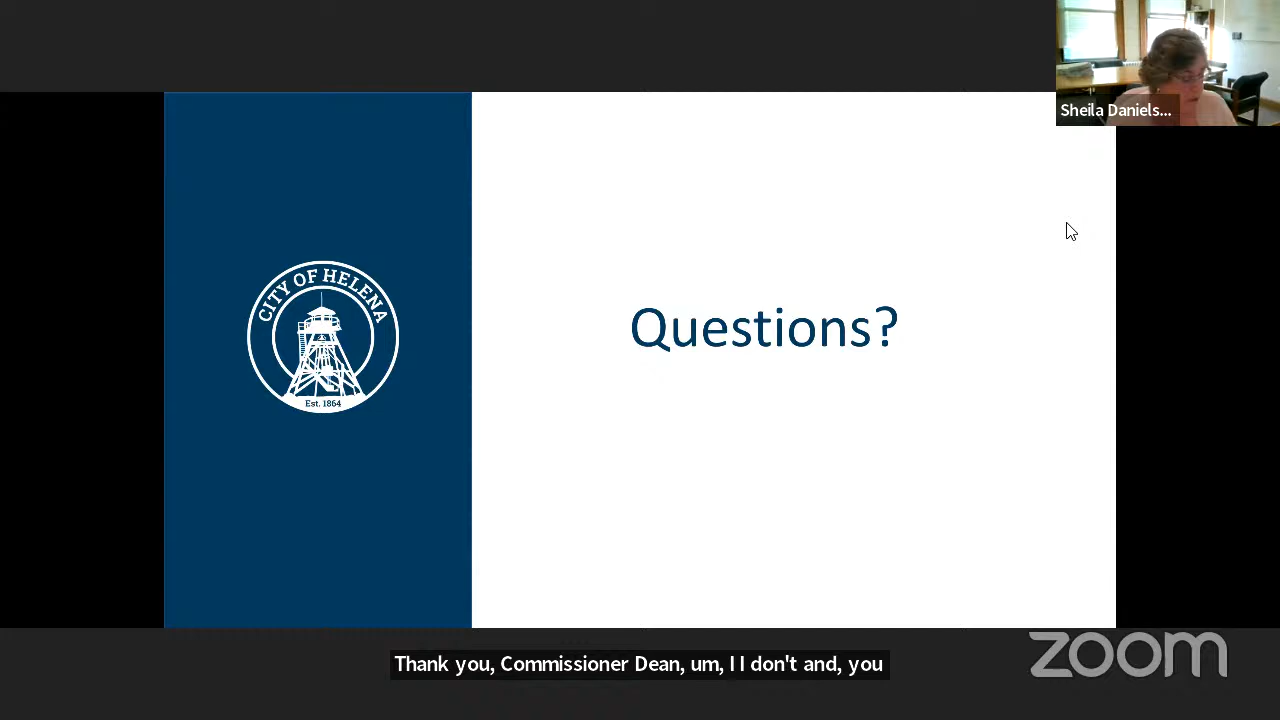 Sheila Daniels...
CITY OF HELENA
Est. 1864
Questions?
Thank you, Commissioner Dean, um, I I don't and, you
zoom